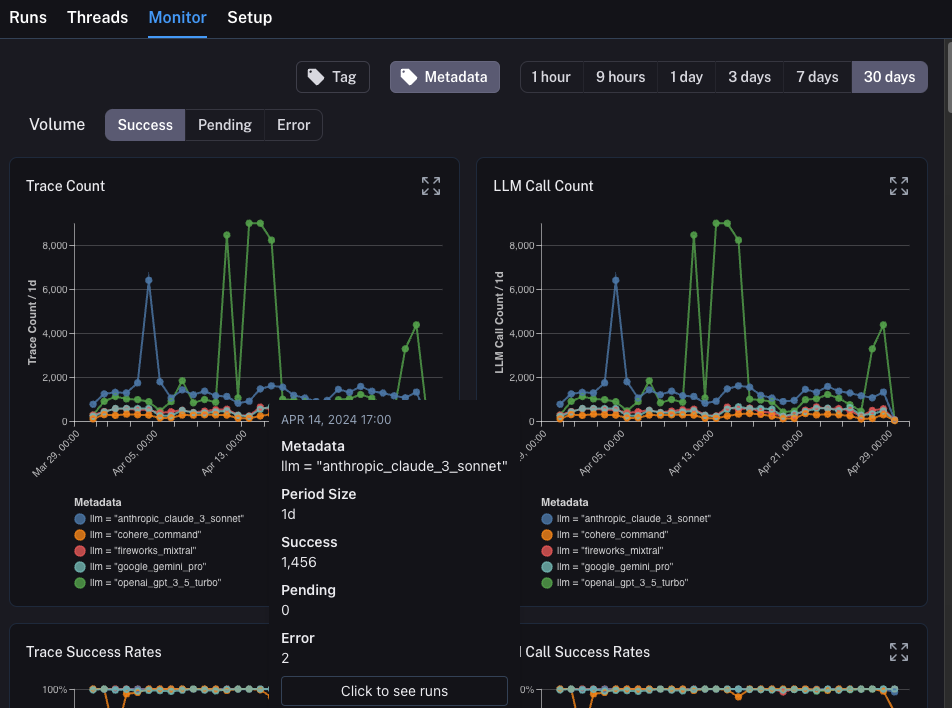 Runs Threads Monitor Setup
Tag Metadata 1 hour 9 hours 1 day 3 days 7 days 30 days
Volume Success Pending Error
Trace Count
Trace Count / 1d
8,000
6,000
4,000
2,000
0
Mar 29, 00:00
Apr 05, 00:00
Apr 13, 00:00
Metadata
llm = "anthropic_claude_3_sonnet"
llm = "cohere_command"
llm = "fireworks_mixtral"
llm = "google_gemini_pro"
llm = "openai_gpt_3_5_turbo"
LLM Call Count
LLM Call Count / 1d
8,000
6,000
4,000
2,000
0
9, 00:00
Apr 05, 00:00
Apr 13, 00:00
Apr 21, 00:00
Apr 29, 00:00
Metadata
llm = "anthropic_claude_3_sonnet"
llm = "cohere_command"
llm = "fireworks_mixtral"
llm = "google_gemini_pro"
llm = "openai_gpt_3_5_turbo"
APR 14, 2024 17:00
Metadata
llm = "anthropic_claude_3_sonnet"
Period Size
1d
Success
1,456
Pending
0
Error
2
Click to see runs
Trace Success Rates
100%
Call Success Rates
0%